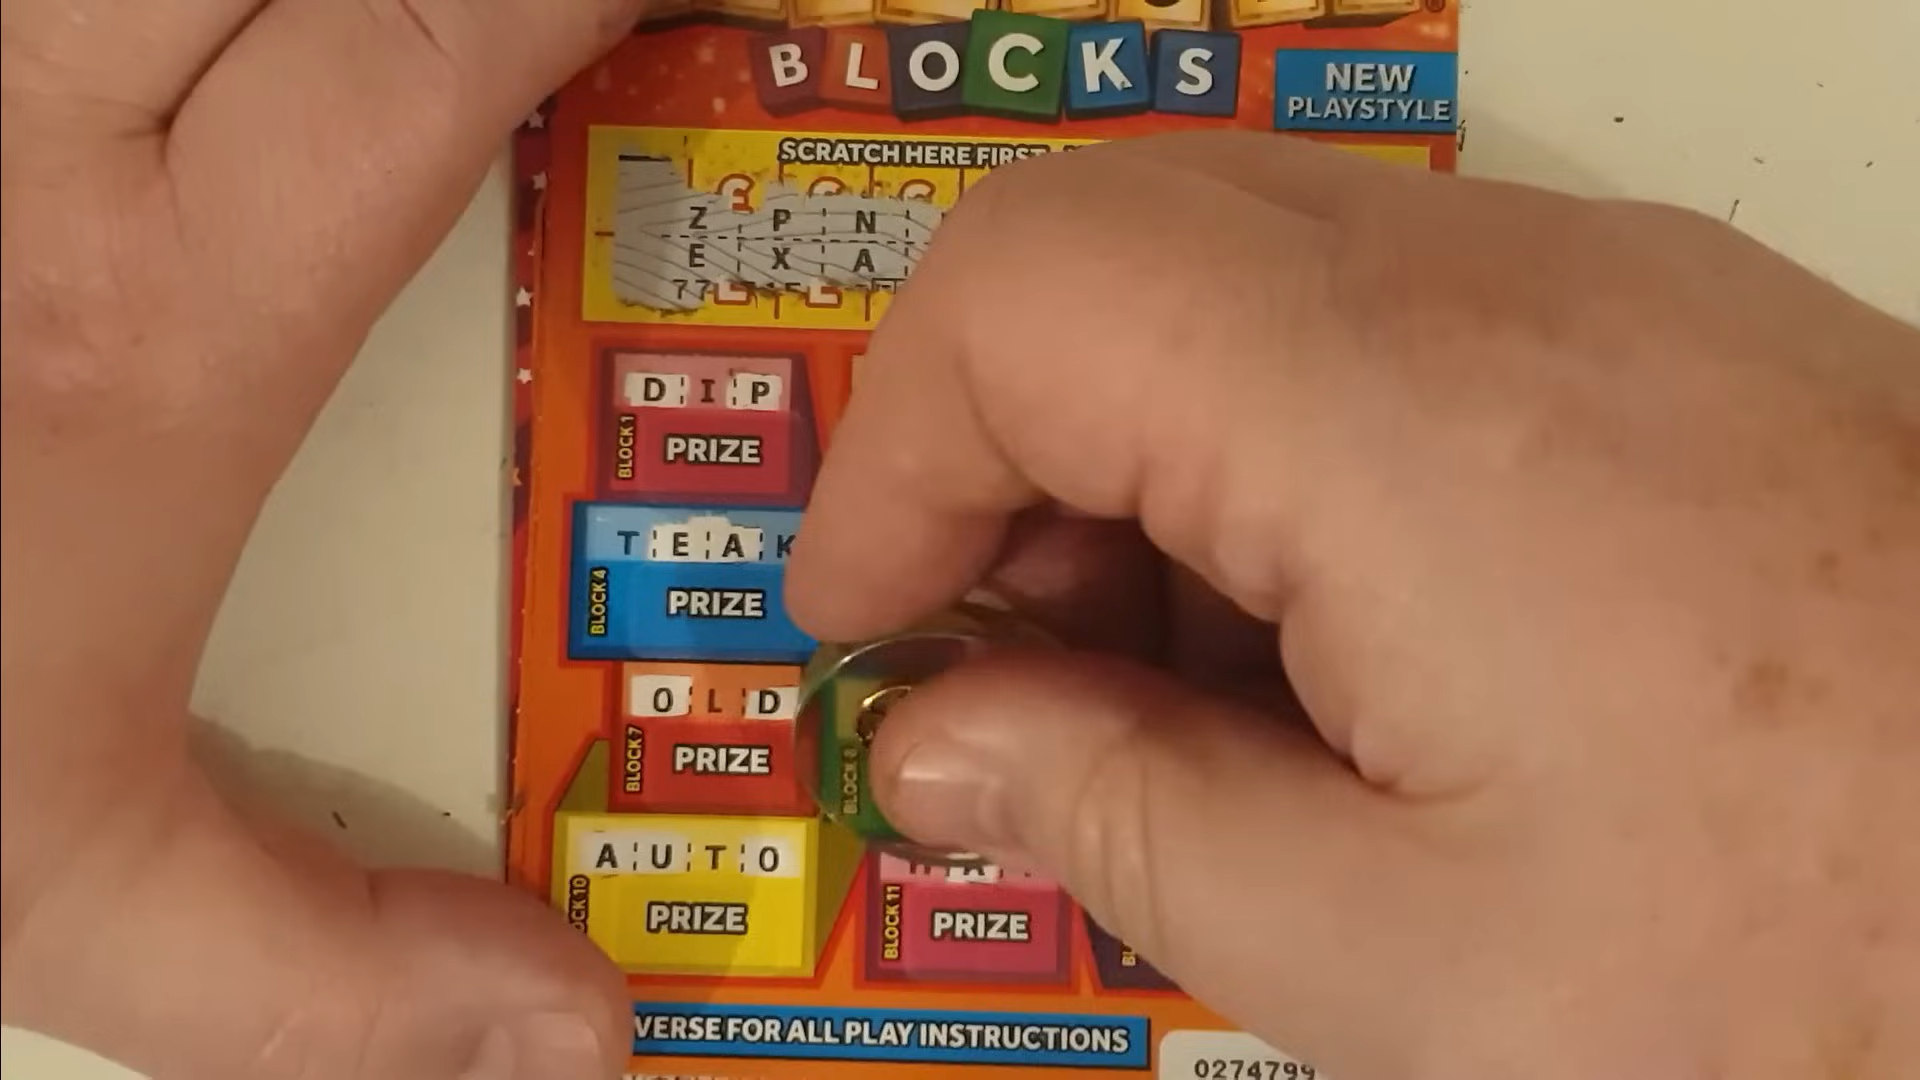 BLOCKS
NEW
PLAYSTYLE
SCRATCH HERE FIRST
Z P N
E X A
77
D I P
BLOCK 1
PRIZE
T E A K
BLOCK 4
PRIZE
O L D
BLOCK 7
PRIZE
BLOCK 8
A U T O
PRIZE
BLOCK 11
PRIZE
VERSE FOR ALL PLAY INSTRUCTIONS
0274799